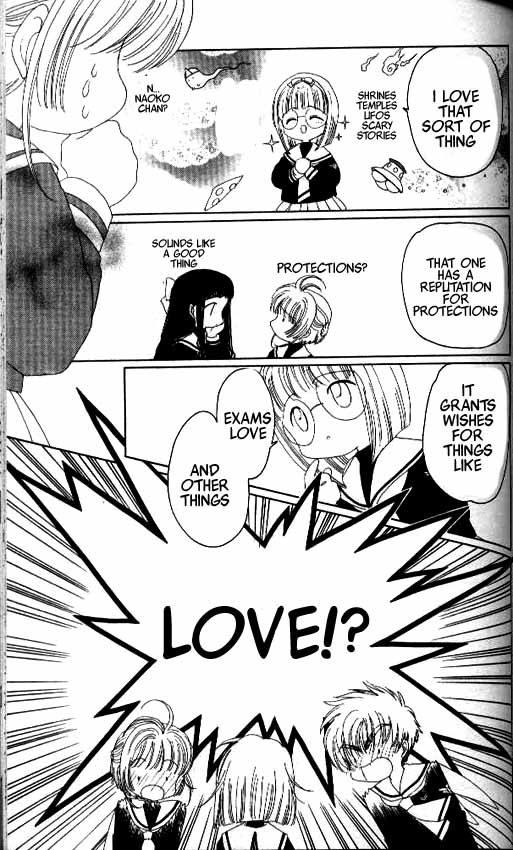 I LOVE
THAT
SORT OF
THING
SHRINES
TEMPLES
UFOS
SCARY
STORIES
N...
NAOKO
CHAN?
THAT ONE
HAS A
REPUTATION
FOR
PROTECTIONS
PROTECTIONS?
SOUNDS LIKE
A GOOD
THING
IT
GRANTS
WISHES
FOR
THINGS
LIKE
EXAMS
LOVE
AND
OTHER
THINGS
LOVE!?